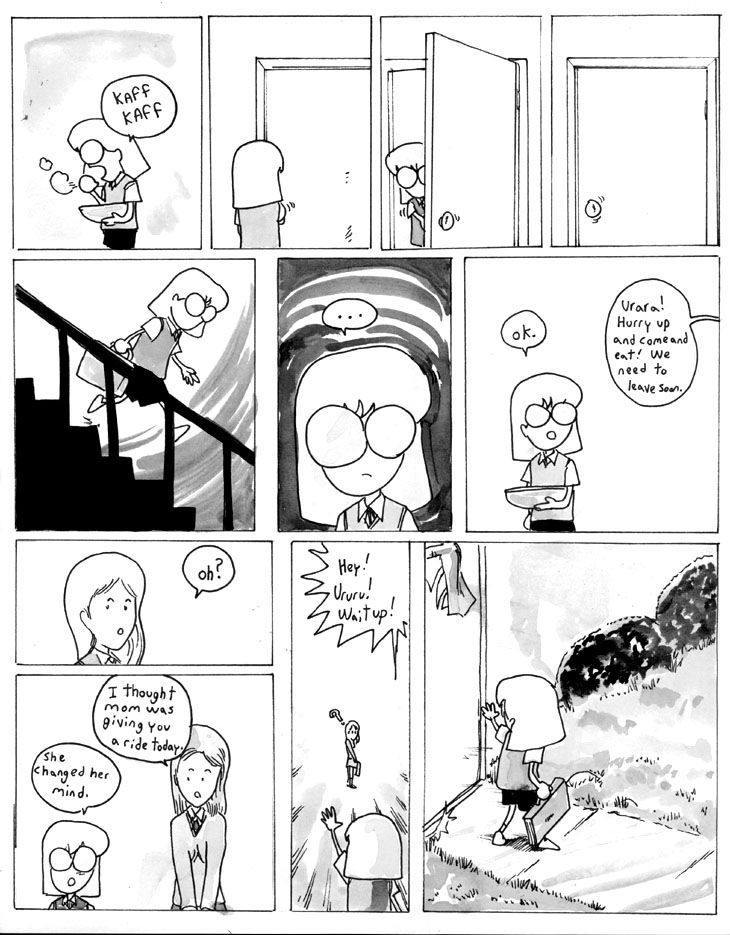 KAFF
KAFF
Urara!
Hurry up
and come and
eat! We
need to
leave soon.
ok.
...
Hey!
Ururu!
Wait up!
?
oh?
I thought
mom was
giving you
a ride today.
She
changed her
mind.